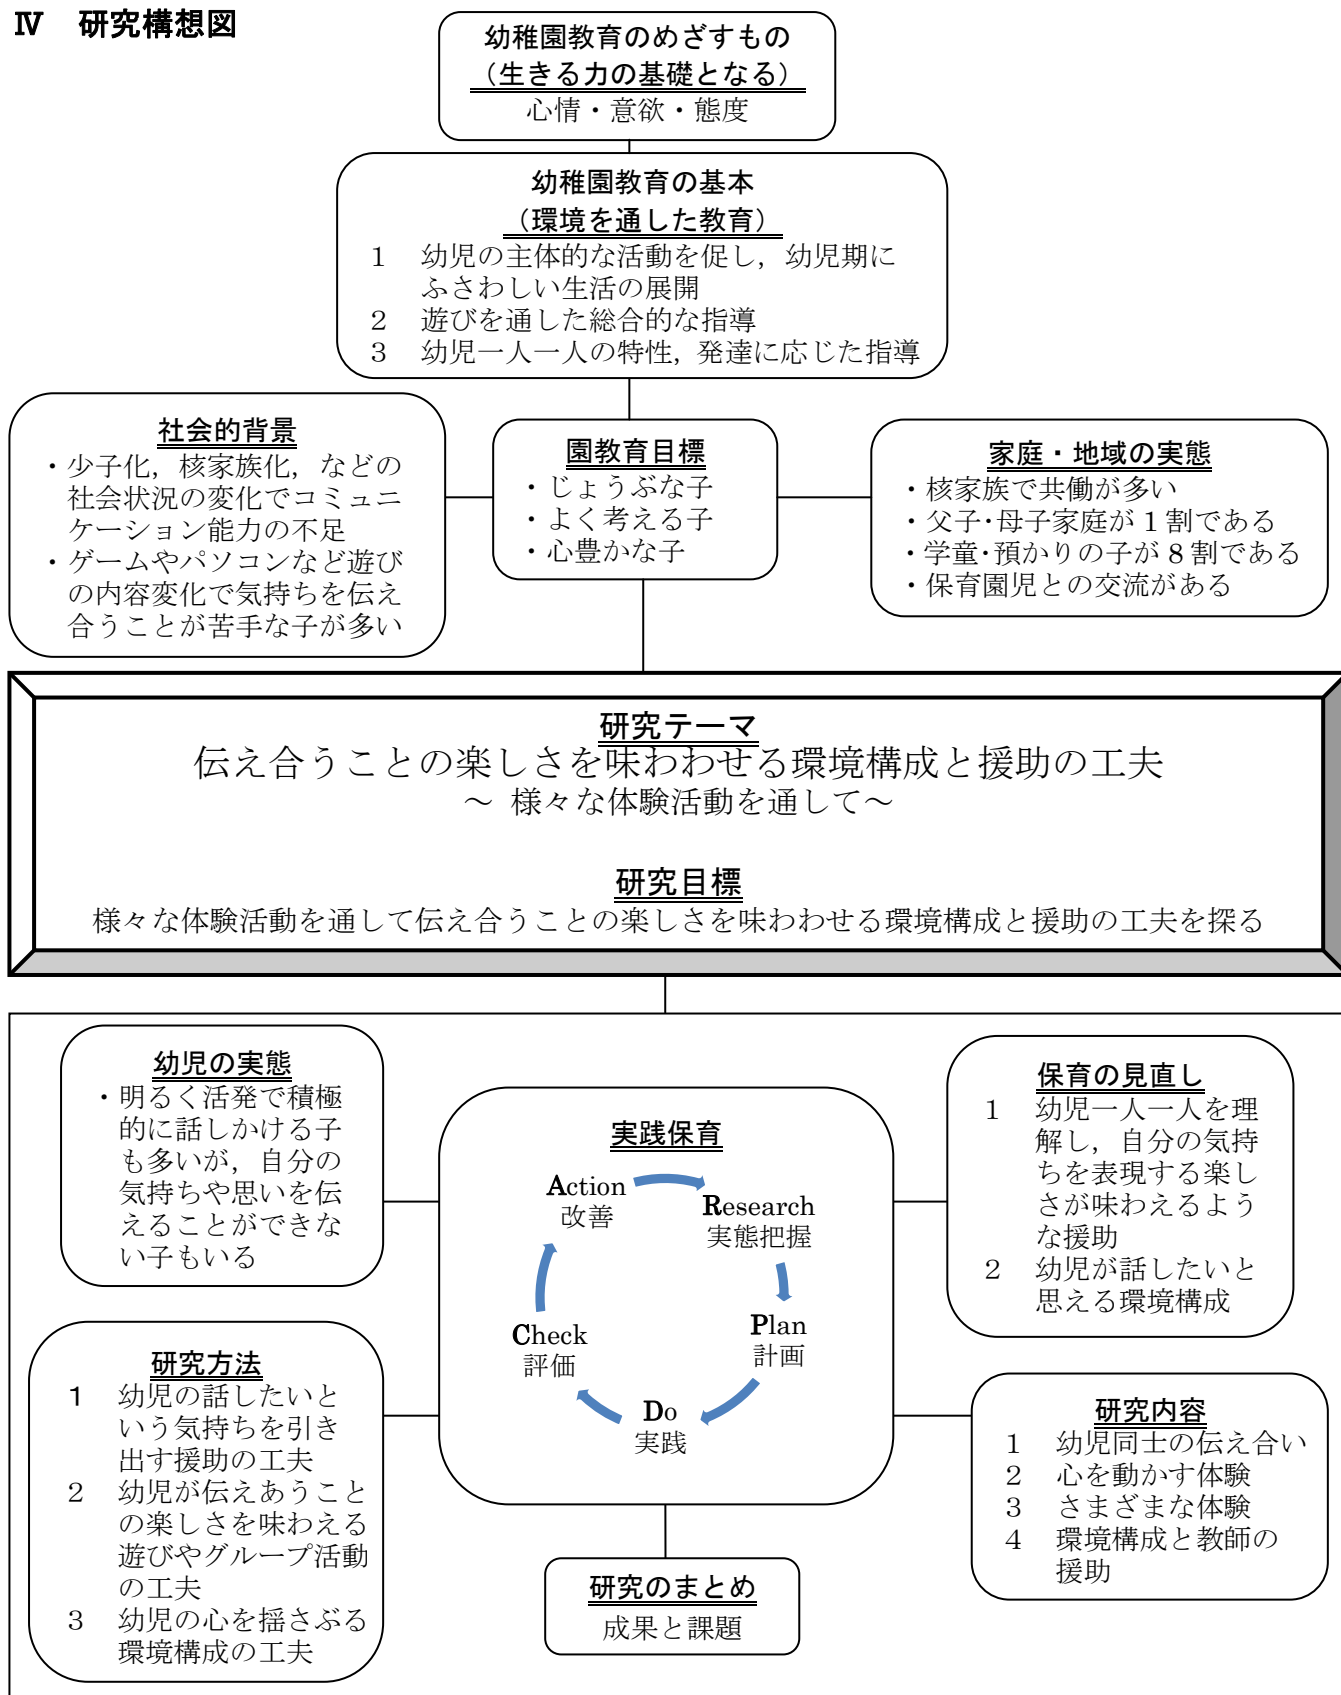 Ⅳ　研究構想図
幼稚園教育のめざすもの
（生きる力の基礎となる）
心情・意欲・態度
幼稚園教育の基本
（環境を通した教育）
1　幼児の主体的な活動を促し，幼児期に
ふさわしい生活の展開
2　遊びを通した総合的な指導
3　幼児一人一人の特性，発達に応じた指導
社会的背景
・少子化，核家族化，などの
社会状況の変化でコミュニ
ケーション能力の不足
・ゲームやパソコンなど遊び
の内容変化で気持ちを伝え
合うことが苦手な子が多い
園教育目標
・じょうぶな子
・よく考える子
・心豊かな子
家庭・地域の実態
・核家族で共働が多い
・父子・母子家庭が 1 割である
・学童・預かりの子が 8 割である
・保育園児との交流がある
研究テーマ
伝え合うことの楽しさを味わわせる環境構成と援助の工夫
～ 様々な体験活動を通して～
研究目標
様々な体験活動を通して伝え合うことの楽しさを味わわせる環境構成と援助の工夫を探る
幼児の実態
・明るく活発で積極
的に話しかける子
も多いが，自分の
気持ちや思いを伝
えることができな
い子もいる
実践保育
Action
改善
Research
実態把握
Plan
計画
Do
実践
Check
評価
保育の見直し
1　幼児一人一人を理
解し，自分の気持
ちを表現する楽し
さが味わえるよう
な援助
2　幼児が話したいと
思える環境構成
研究方法
1　幼児の話したいと
いう気持ちを引き
出す援助の工夫
2　幼児が伝えあうこと
の楽しさを味わえる
遊びやグループ活動
の工夫
3　幼児の心を揺さぶる
環境構成の工夫
研究内容
1　幼児同士の伝え合い
2　心を動かす体験
3　さまざまな体験
4　環境構成と教師の
援助
研究のまとめ
成果と課題